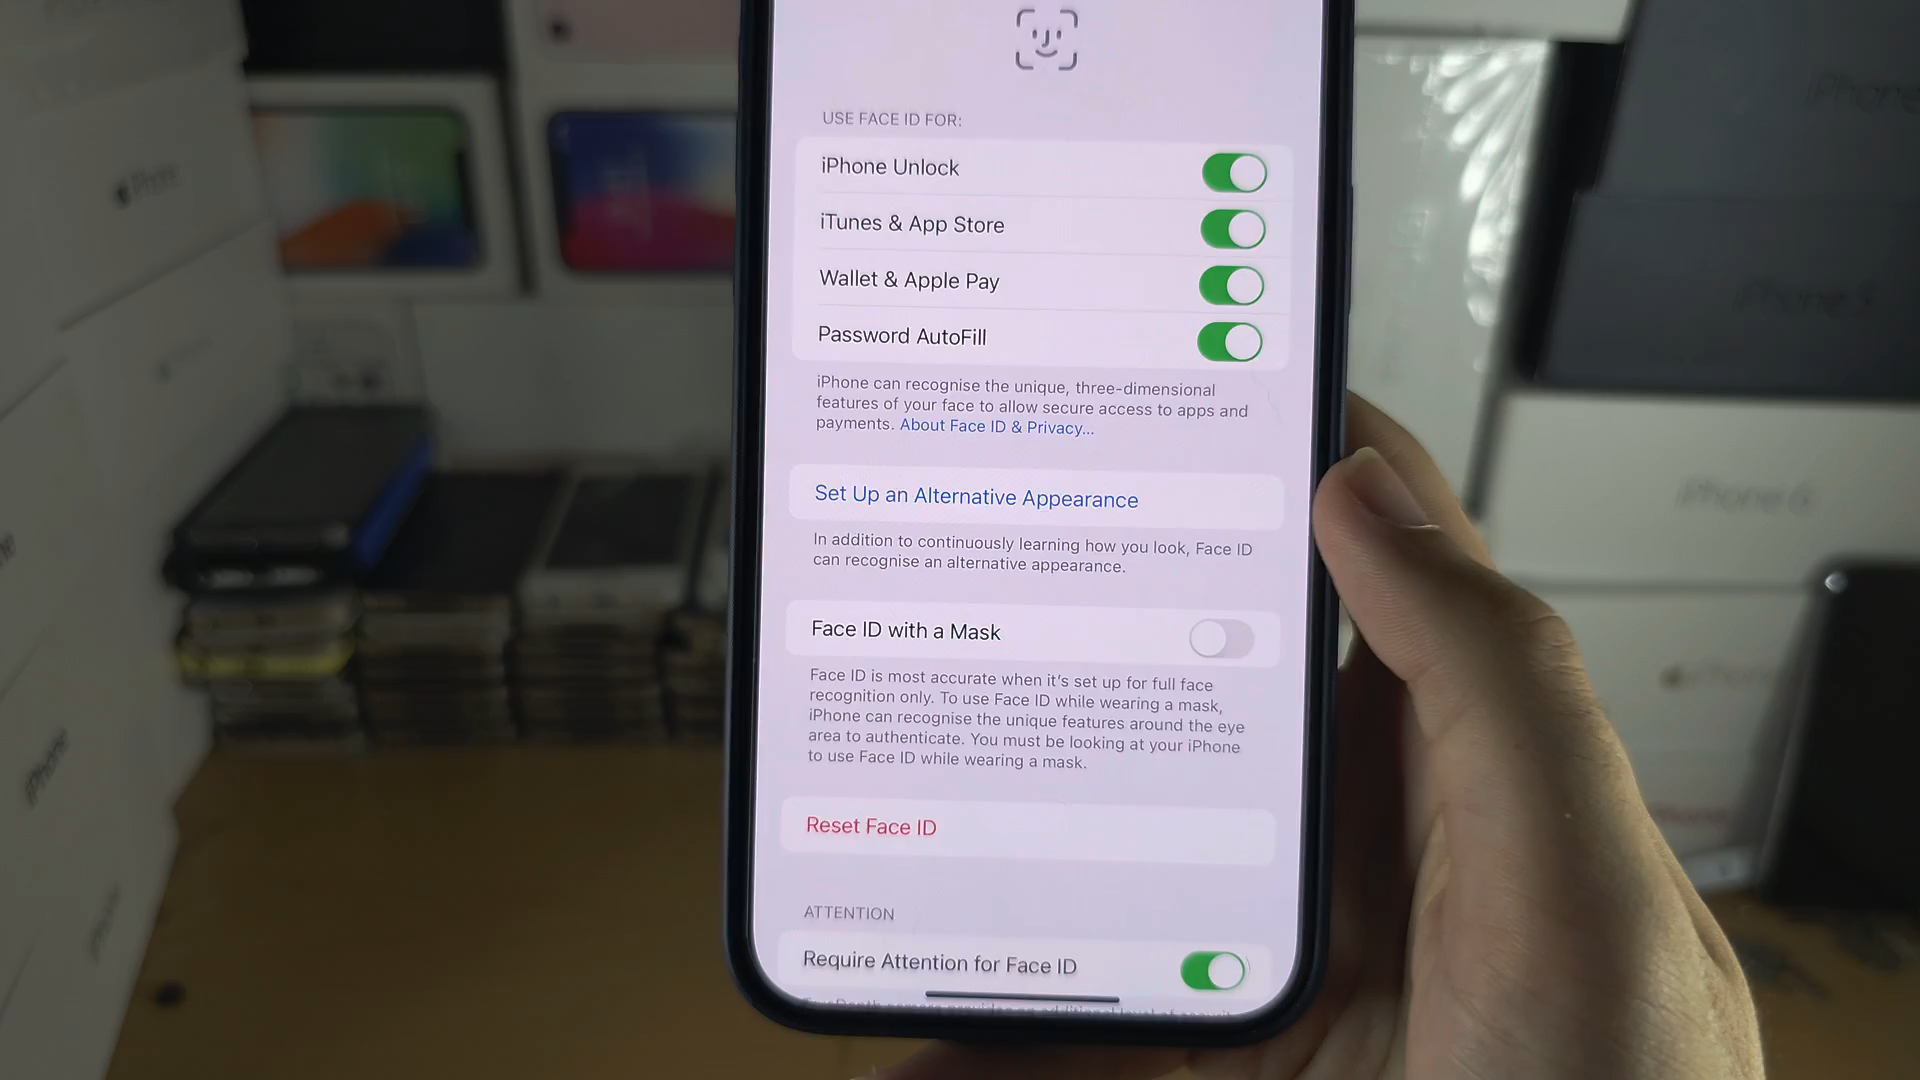 USE FACE ID FOR:
iPhone Unlock
iTunes & App Store
Wallet & Apple Pay
Password AutoFill
iPhone can recognise the unique, three-dimensional
features of your face to allow secure access to apps and
payments. About Face ID & Privacy...
Set Up an Alternative Appearance
In addition to continuously learning how you look, Face ID
can recognise an alternative appearance.
Face ID with a Mask
Face ID is most accurate when it's set up for full face
recognition only. To use Face ID while wearing a mask,
iPhone can recognise the unique features around the eye
area to authenticate. You must be looking at your iPhone
to use Face ID while wearing a mask.
Reset Face ID
ATTENTION
Require Attention for Face ID
iPhone
iPhone
iPhone
iPhone 6
iPhone